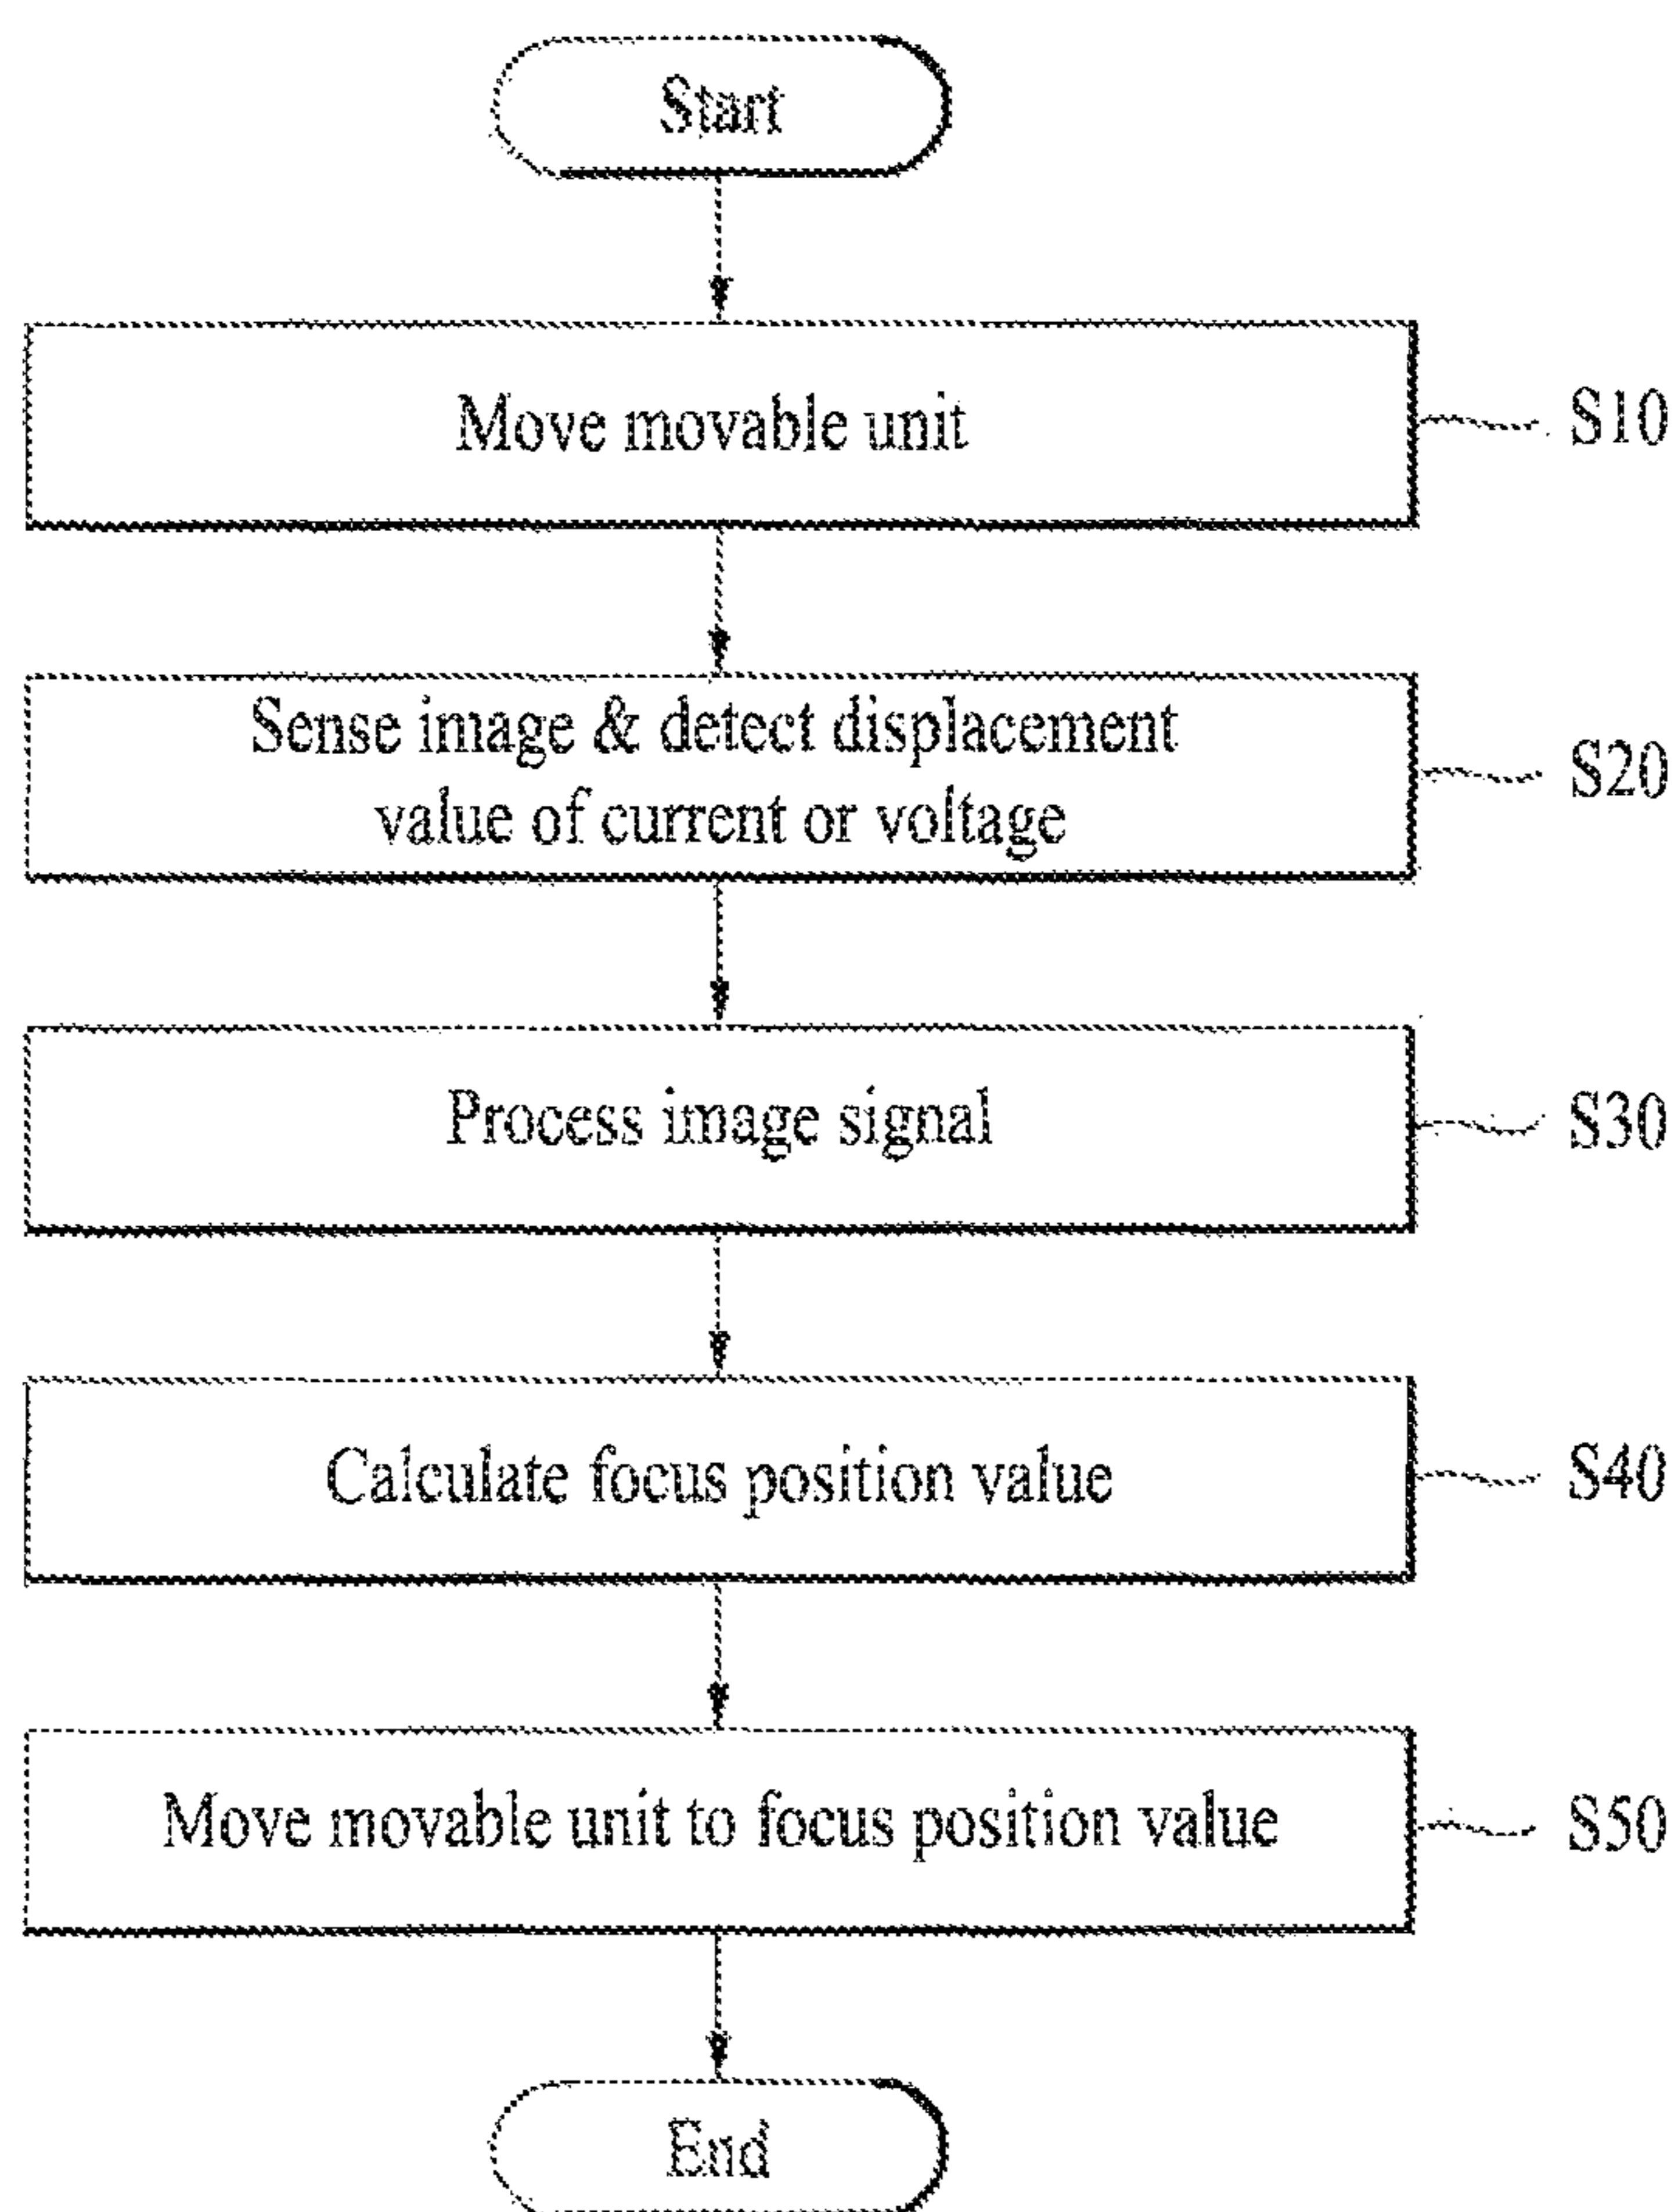 Start
Move movable unit
S10
Sense image & detect displacement
value of current or voltage
S20
Process image signal
S30
Calculate focus position value
S40
Move movable unit to focus position value
S50
End